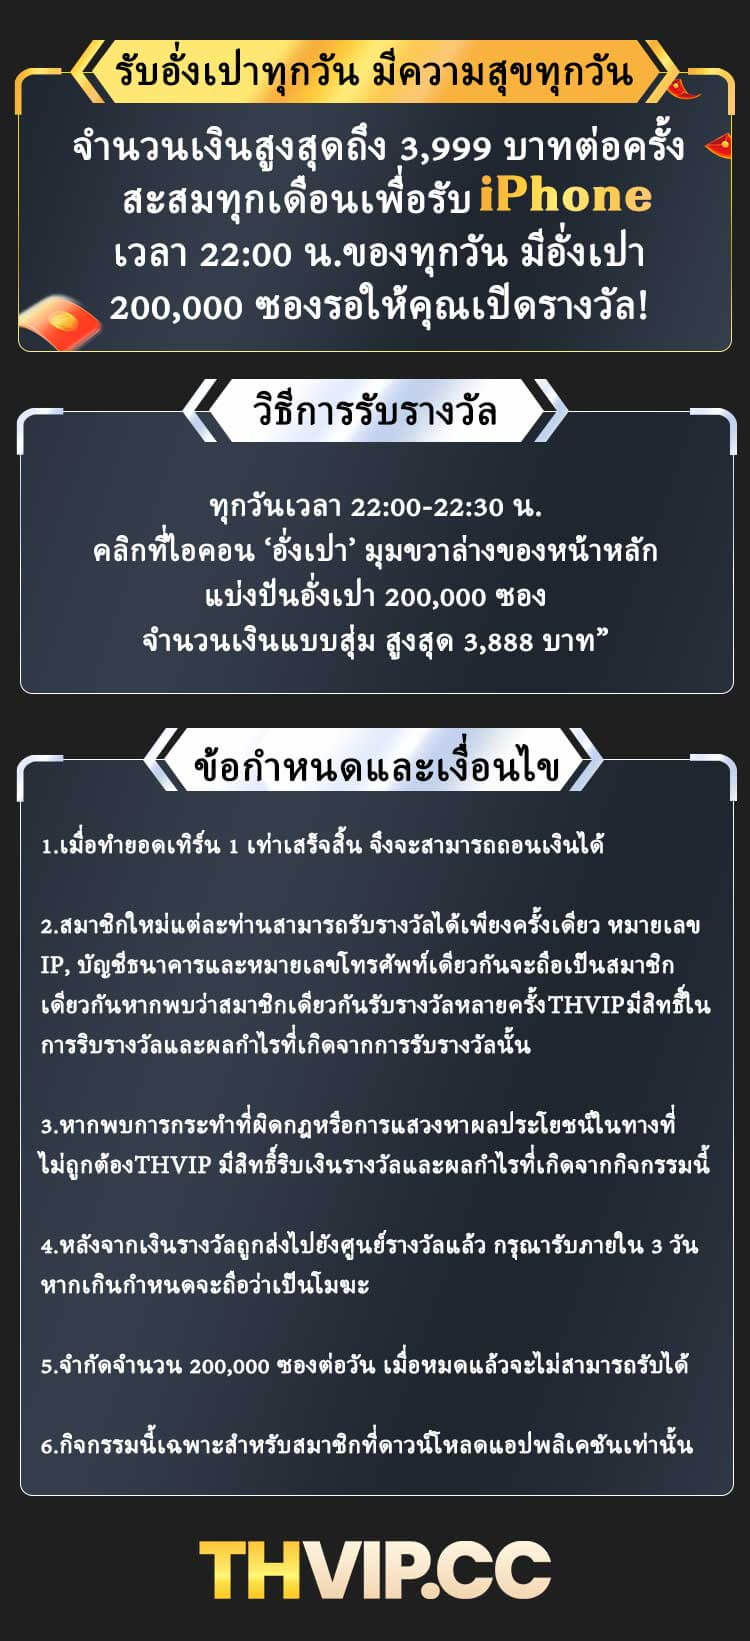 รับอั่งเปาทุกวัน มีความสุขทุกวัน
จำนวนเงินสูงสุดถึง 3,999 บาทต่อครั้ง
สะสมทุกเดือนเพื่อรับ iPhone
เวลา 22:00 น.ของทุกวัน มีอั่งเปา
200,000 ซองรอให้คุณเปิดรางวัล!
วิธีการรับรางวัล
ทุกวันเวลา 22:00-22:30 น.
คลิกที่ไอคอน ‘อั่งเปา’ มุมขวาล่างของหน้าหลัก
แบ่งปันอั่งเปา 200,000 ซอง
จำนวนเงินแบบสุ่ม สูงสุด 3,888 บาท”
ข้อกำหนดและเงื่อนไข
1.เมื่อทำยอดเทิร์น 1 เท่าเสร็จสิ้น จึงจะสามารถถอนเงินได้
2.สมาชิกใหม่แต่ละท่านสามารถรับรางวัลได้เพียงครั้งเดียว หมายเลข
IP, บัญชีธนาคารและหมายเลขโทรศัพท์เดียวกันจะถือเป็นสมาชิก
เดียวกันหากพบว่าสมาชิกเดียวกันรับรางวัลหลายครั้งTHVIPมีสิทธิ์ใน
การริบรางวัลและผลกำไรที่เกิดจากการรับรางวัลนั้น
3.หากพบการกระทำที่ผิดกฎหรือการแสวงหาผลประโยชน์ในทางที่
ไม่ถูกต้องTHVIP มีสิทธิ์ริบเงินรางวัลและผลกำไรที่เกิดจากกิจกรรมนี้
4.หลังจากเงินรางวัลถูกส่งไปยังศูนย์รางวัลแล้ว กรุณารับภายใน 3 วัน
หากเกินกำหนดจะถือว่าเป็นโมฆะ
5.จำกัดจำนวน 200,000 ซองต่อวัน เมื่อหมดแล้วจะไม่สามารถรับได้
6.กิจกรรมนี้เฉพาะสำหรับสมาชิกที่ดาวน์โหลดแอปพลิเคชันเท่านั้น
THVIP.CC